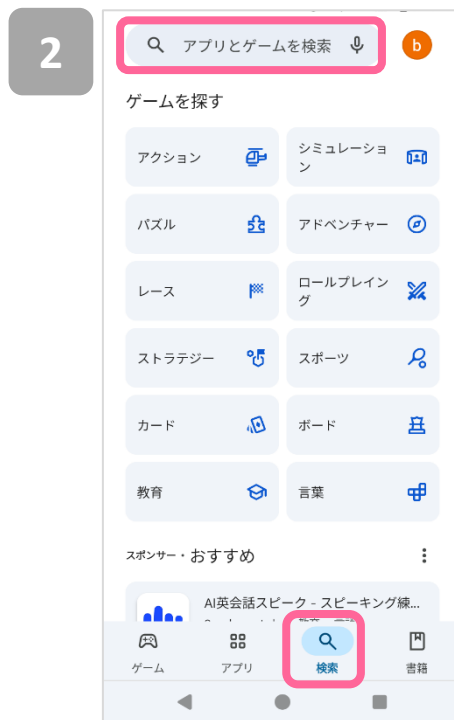 2
アプリとゲームを検索
b
ゲームを探す
アクション
シミュレーショ
ン
パズル
アドベンチャー
レース
ロールプレイン
グ
ストラテジー
スポーツ
カード
ボード
教育
言葉
スポンサー・おすすめ
AI英会話スピーク - スピーキング練...
ゲーム
アプリ
検索
書籍